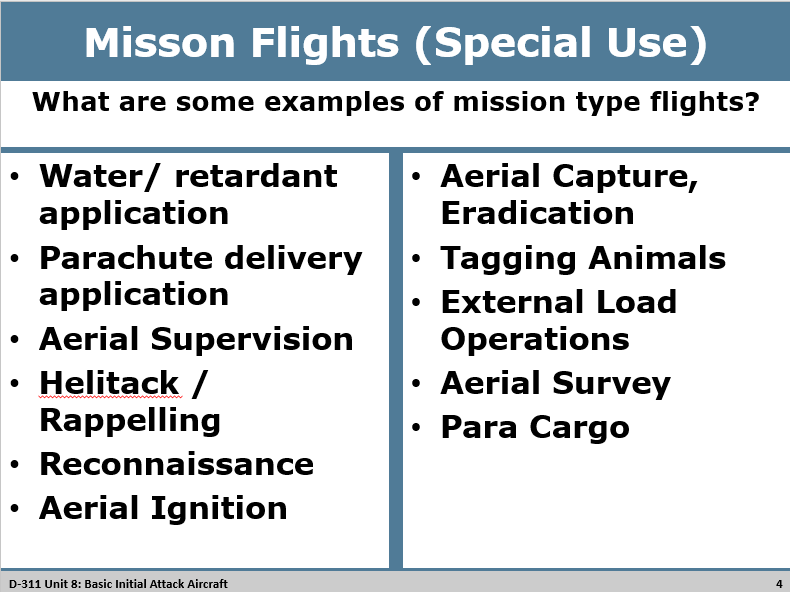 Misson Flights (Special Use)
What are some examples of mission type flights?
• Water/ retardant
application
• Parachute delivery
application
• Aerial Supervision
• Helitack /
Rappelling
• Reconnaissance
• Aerial Ignition
• Aerial Capture,
Eradication
• Tagging Animals
• External Load
Operations
• Aerial Survey
• Para Cargo
D-311 Unit 8: Basic Initial Attack Aircraft
4